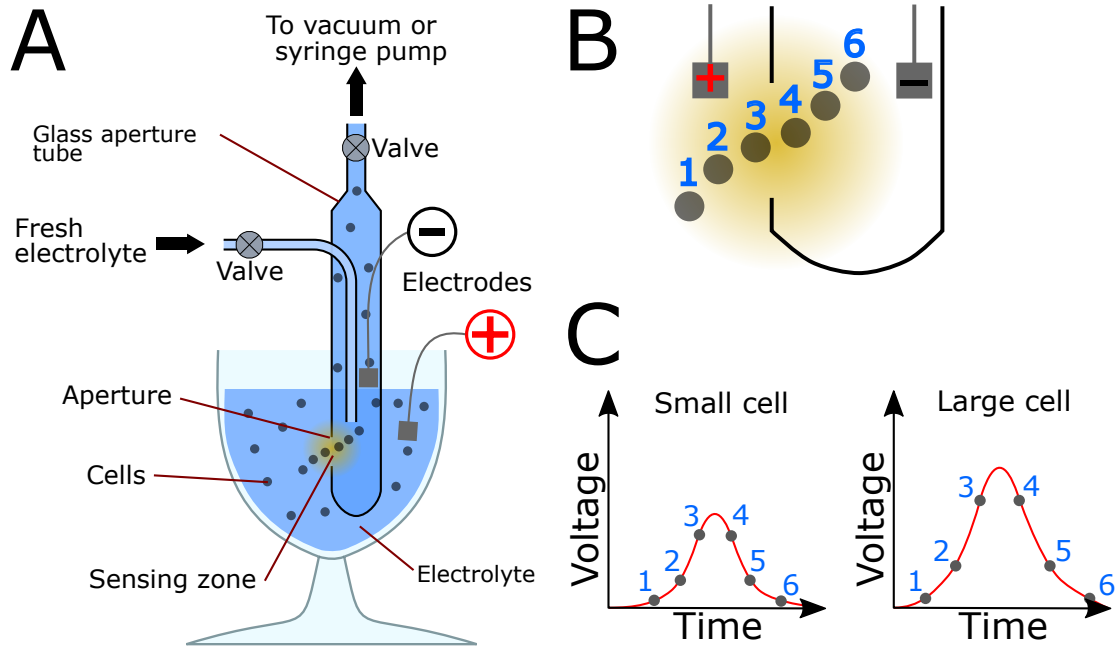 A
To vacuum or
syringe pump
Glass aperture
tube
Valve
Fresh
electrolyte
Valve
−
Electrodes
+
Aperture
Cells
Sensing zone
Electrolyte
B
+
−
1
2
3
4
5
6
C
Small cell
Voltage
1
2
3
4
5
6
Time
Large cell
Voltage
1
2
3
4
5
6
Time